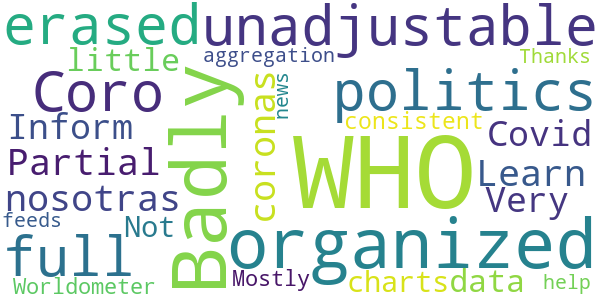 erased unadjustable
little aggregation Thanks
Coro Badly coronas news politics
Inform consistent Covid
Partial WHO Learn
nosotras Very
feeds Not organized
full Mostly charts data help
Worldometer